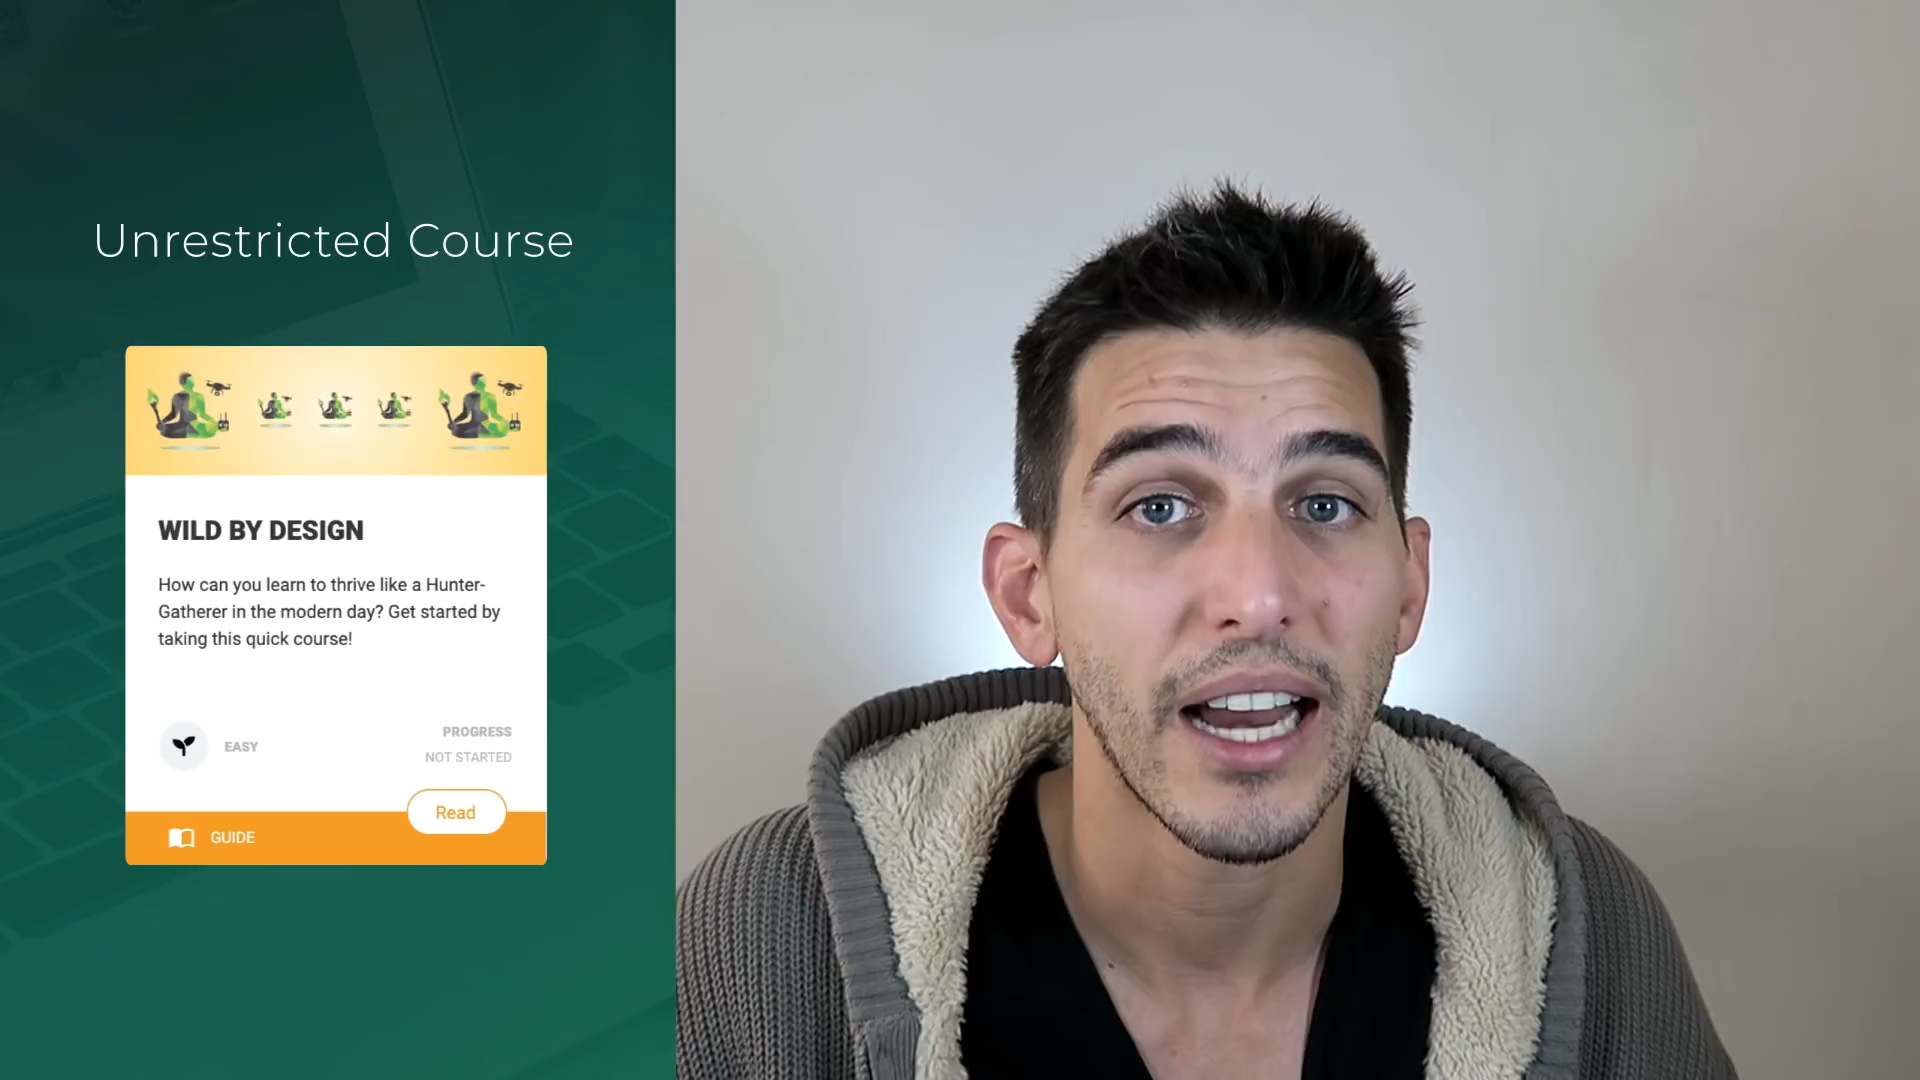 Unrestricted Course
WILD BY DESIGN
How can you learn to thrive like a Hunter-
Gatherer in the modern day? Get started by
taking this quick course!
EASY
PROGRESS
NOT STARTED
Read
GUIDE